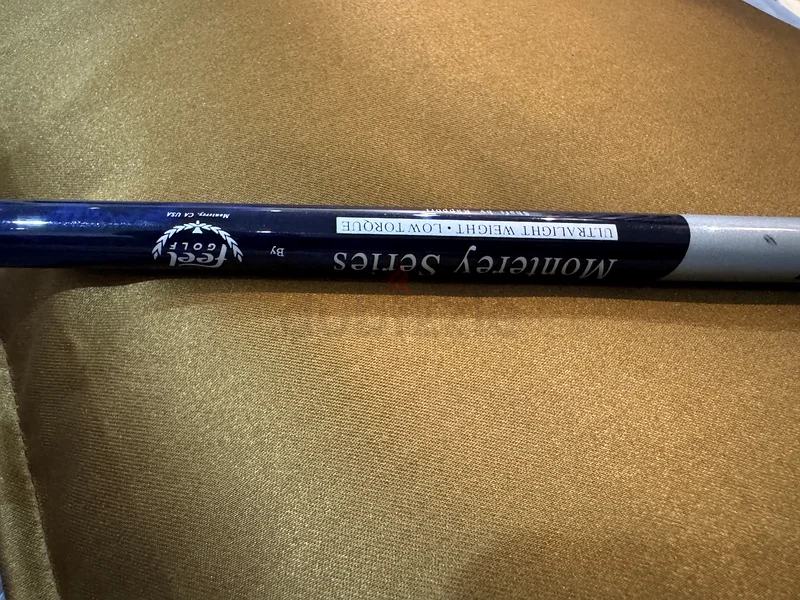 Monterey Series
ULTRALIGHT WEIGHT • LOW TORQUE
By
feel
GOLF
Monterey, CA USA